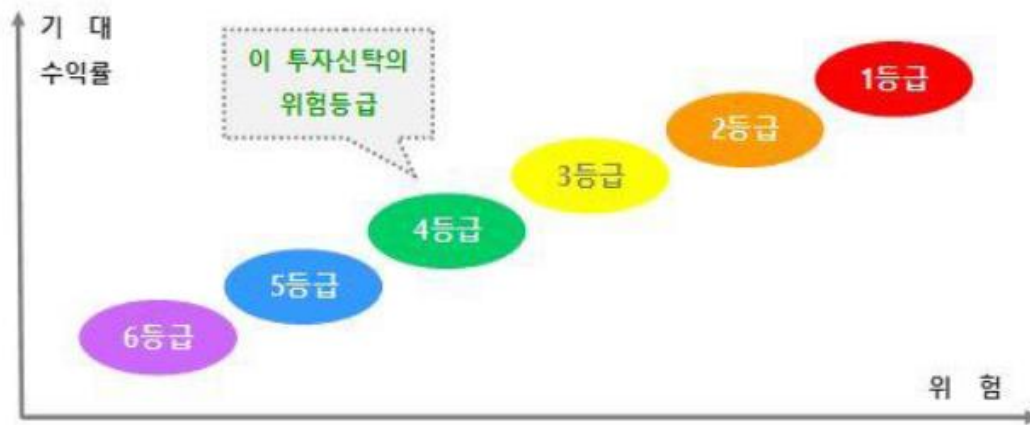 기 대
수익률
이 투자신탁의
위험등급
1등급
2등급
3등급
4등급
5등급
6등급
위 험